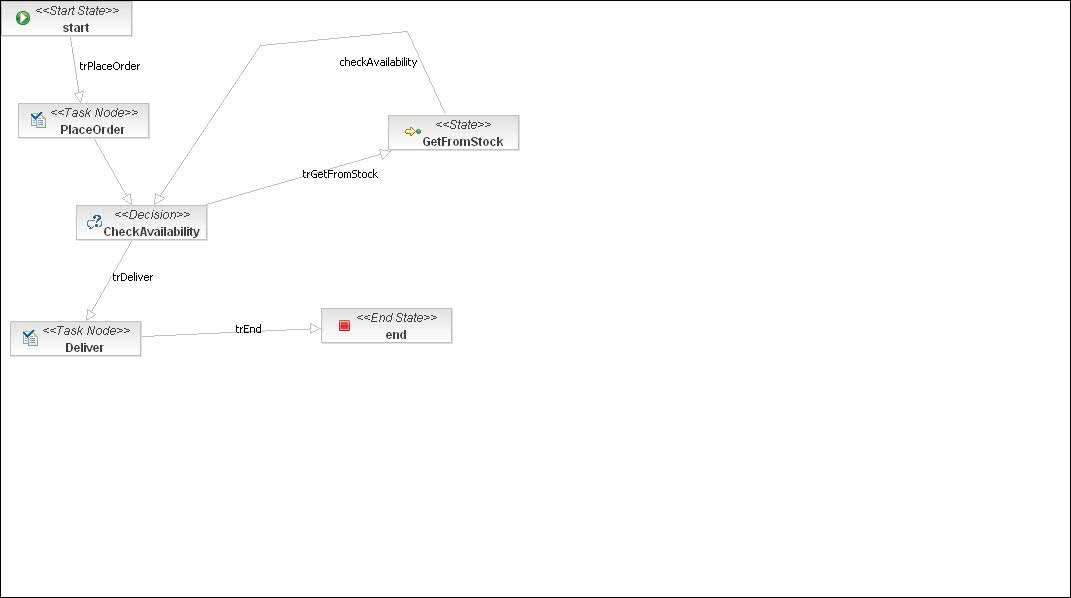 <<Start State>>
start
trPlaceOrder
checkAvailability
<<Task Node>>
PlaceOrder
<<State>>
GetFromStock
trGetFromStock
<<Decision>>
CheckAvailability
trDeliver
<<Task Node>>
Deliver
trEnd
<<End State>>
end